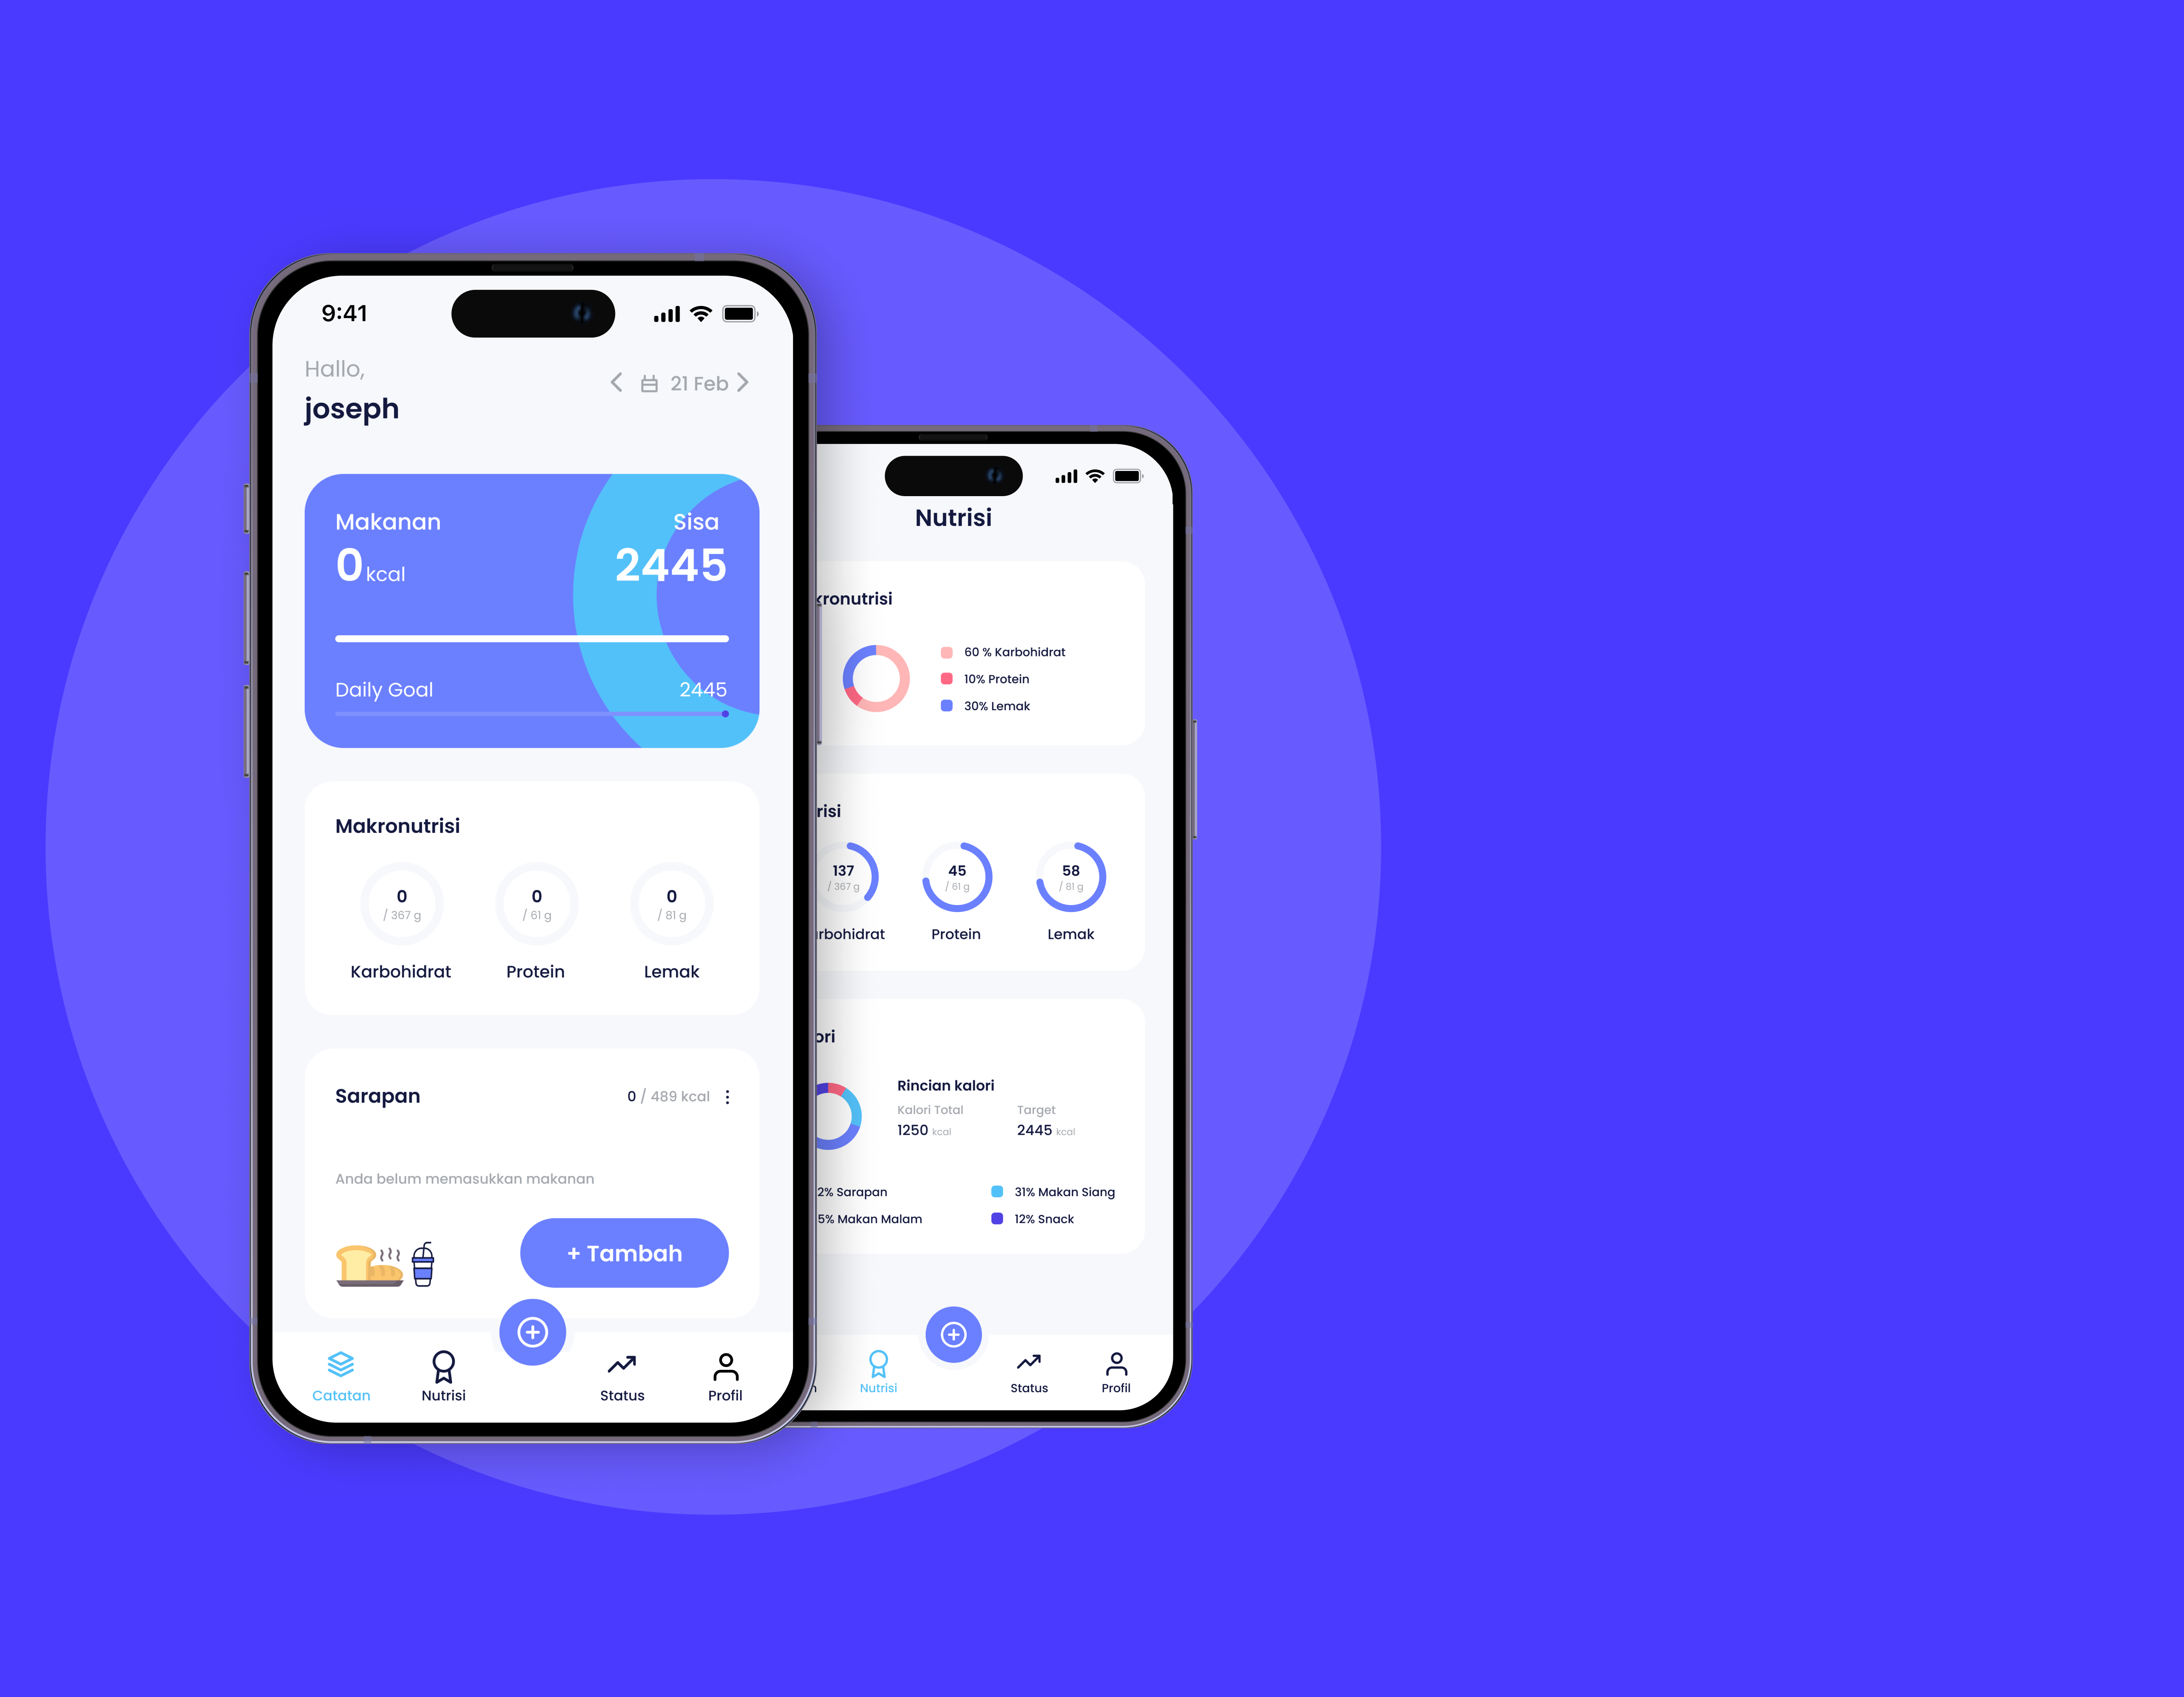 9:41
Hallo,
joseph
21 Feb
Makanan
Sisa
0 kcal
2445
Daily Goal
2445
Makronutrisi
0
/ 367 g
0
/ 61 g
0
/ 81 g
Karbohidrat
Protein
Lemak
Sarapan
0 / 489 kcal
Anda belum memasukkan makanan
+ Tambah
Catatan
Nutrisi
Status
Profil
Nutrisi
kronutrisi
60 % Karbohidrat
10% Protein
30% Lemak
risi
137
/ 367 g
45
/ 61 g
58
/ 81 g
rbohidrat
Protein
Lemak
ori
Rincian kalori
Kalori Total
Target
1250 kcal
2445 kcal
2% Sarapan
31% Makan Siang
5% Makan Malam
12% Snack
Nutrisi
Status
Profil